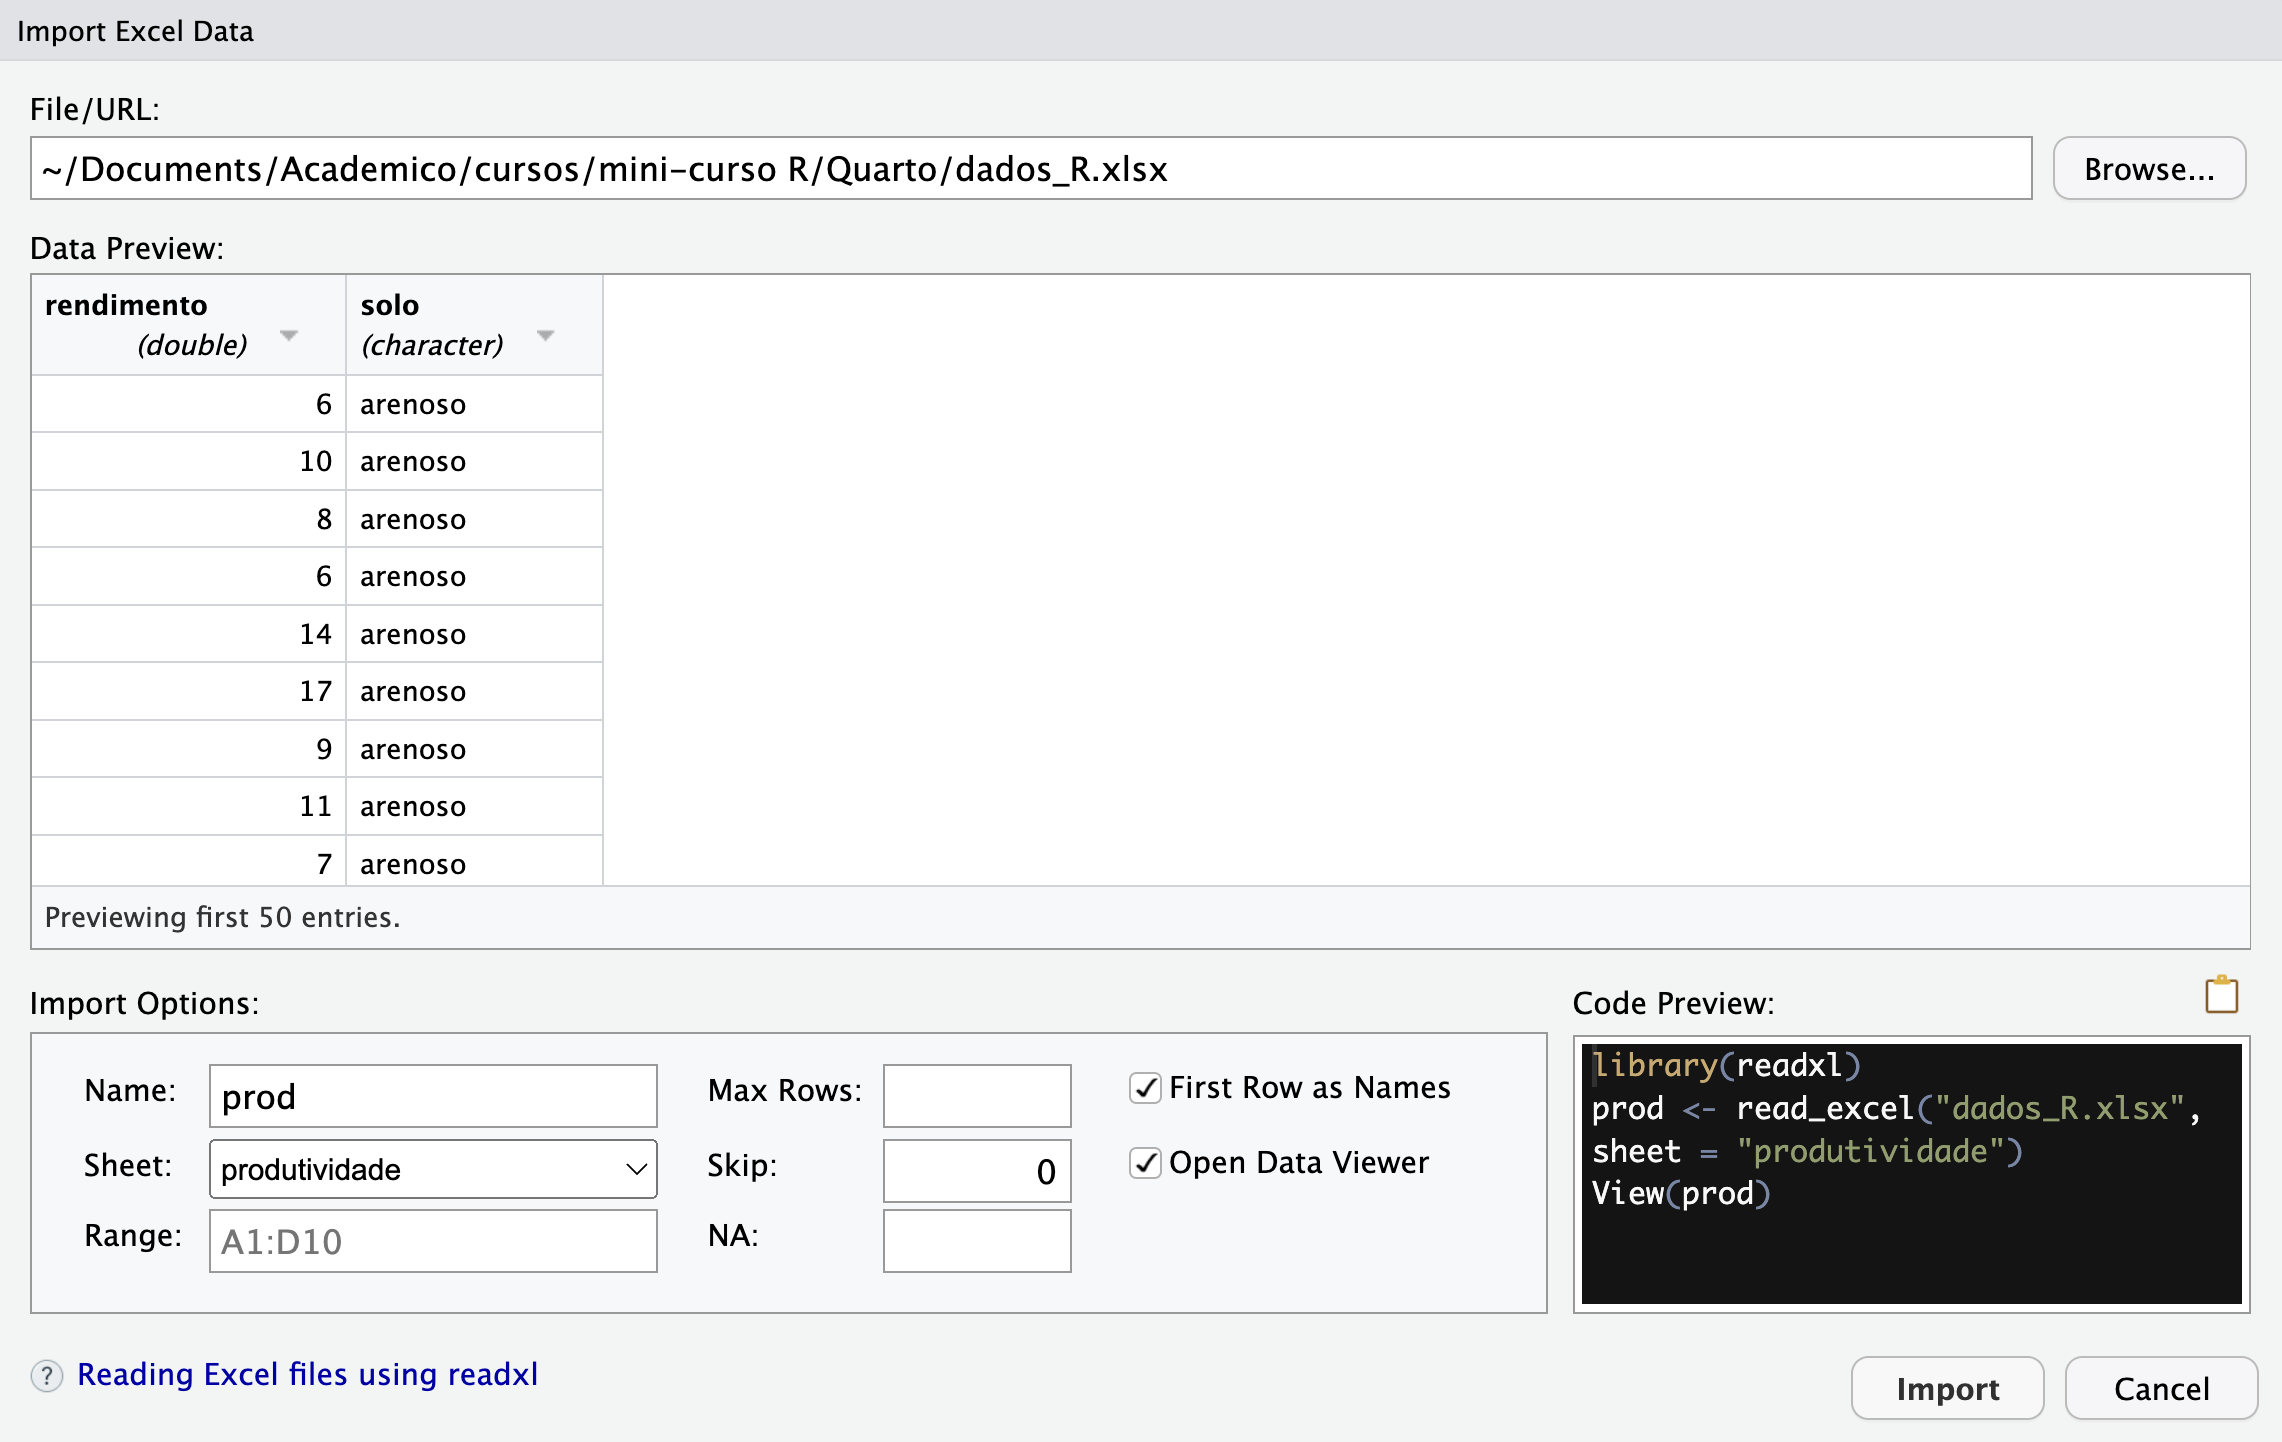 Import Excel Data
File/URL:
~/Documents/Academico/cursos/mini-curso R/Quarto/dados_R.xlsx
Browse...
Data Preview:
rendimento solo
(double) (character)
6 arenoso
10 arenoso
8 arenoso
6 arenoso
14 arenoso
17 arenoso
9 arenoso
11 arenoso
7 arenoso
Previewing first 50 entries.
Import Options:
Name: prod
Sheet: produtividade
Range: A1:D10
Max Rows:
Skip: 0
NA:
First Row as Names
Open Data Viewer
Code Preview:
library(readxl)
prod <- read_excel("dados_R.xlsx",
sheet = "produtividade")
View(prod)
? Reading Excel files using readxl
Import
Cancel